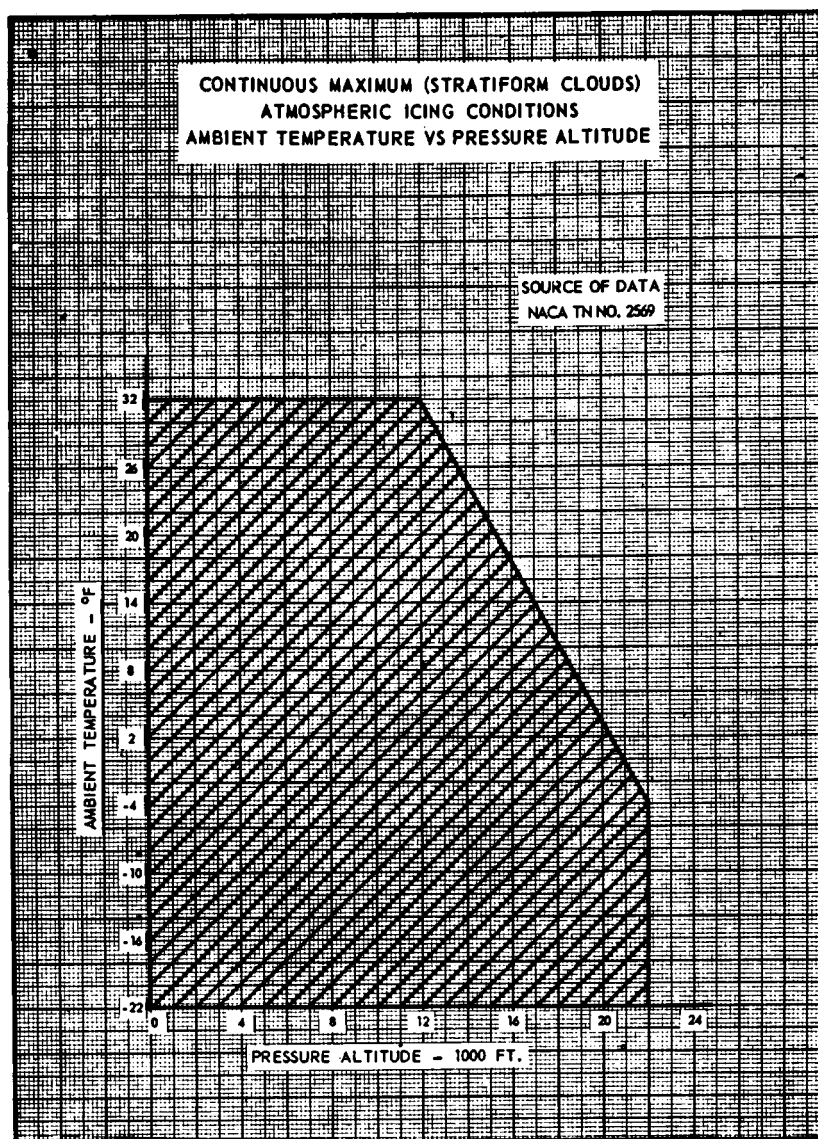 CONTINUOUS MAXIMUM (STRATIFORM CLOUDS)
ATMOSPHERIC ICING CONDITIONS
AMBIENT TEMPERATURE VS PRESSURE ALTITUDE
SOURCE OF DATA
NACA TN NO. 2569
32
26
20
14
8
2
-4
-10
-16
-22
AMBIENT TEMPERATURE - °F
0 4 8 12 16 20 24
PRESSURE ALTITUDE - 1000 FT.